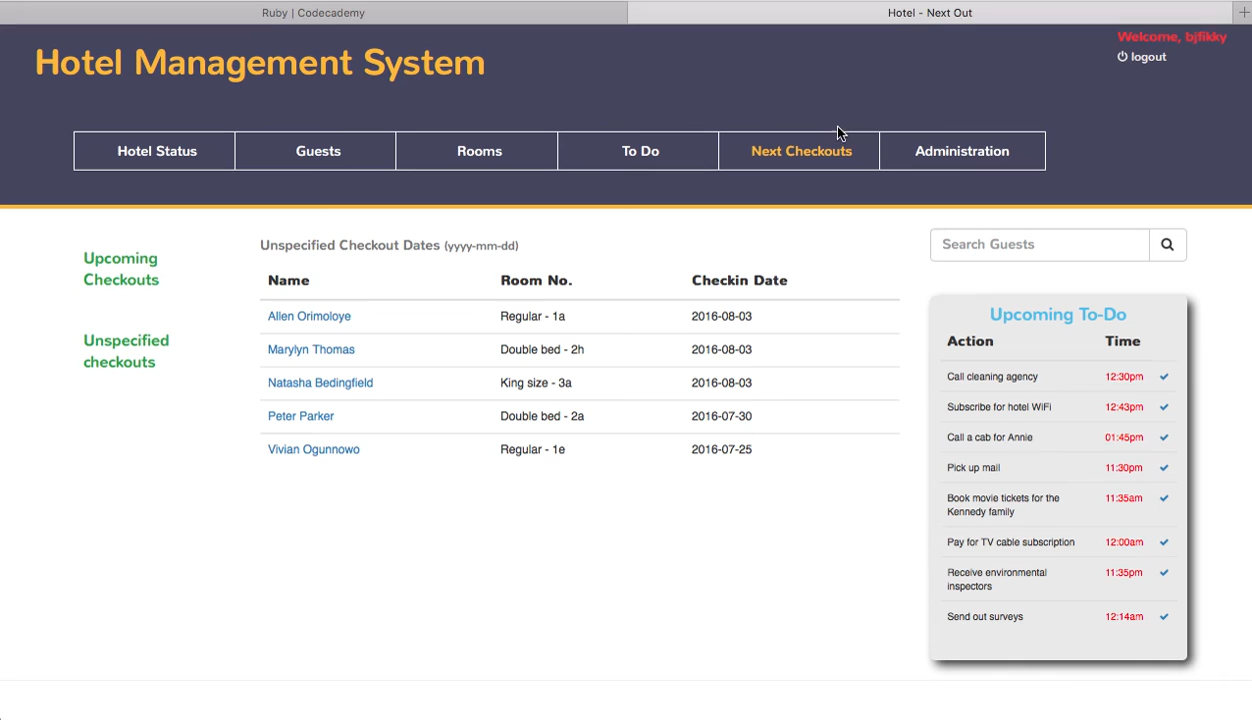 Ruby | Codecademy
Hotel - Next Out
Welcome, bjfikky
logout
Hotel Management System
Hotel Status
Guests
Rooms
To Do
Next Checkouts
Administration
Upcoming
Checkouts
Unspecified
checkouts
Unspecified Checkout Dates (yyyy-mm-dd)
Name Room No. Checkin Date
Allen Orimoloye Regular - 1a 2016-08-03
Marylyn Thomas Double bed - 2h 2016-08-03
Natasha Bedingfield King size - 3a 2016-08-03
Peter Parker Double bed - 2a 2016-07-30
Vivian Ogunnowo Regular - 1e 2016-07-25
Search Guests
Upcoming To-Do
Action Time
Call cleaning agency 12:30pm
Subscribe for hotel WiFi 12:43pm
Call a cab for Annie 01:45pm
Pick up mail 11:30pm
Book movie tickets for the 11:35am
Kennedy family
Pay for TV cable subscription 12:00am
Receive environmental 11:35pm
inspectors
Send out surveys 12:14am